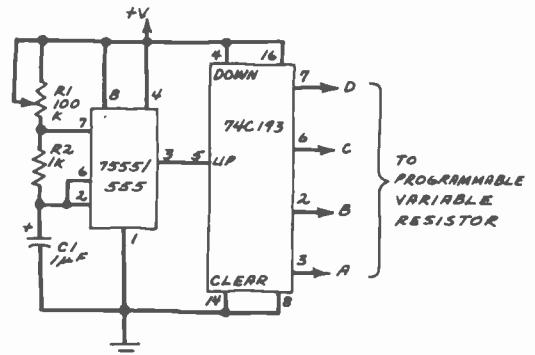 +V
4
16
DOWN
7
D
R1
100
K
8
4
7
74C193
6
C
R2
1K
7555/
555
3
5
UP
TO
PROGRAMMABLE
VARIABLE
RESISTOR
6
2
2
B
+
C1
1µF
1
3
A
CLEAR
14
8